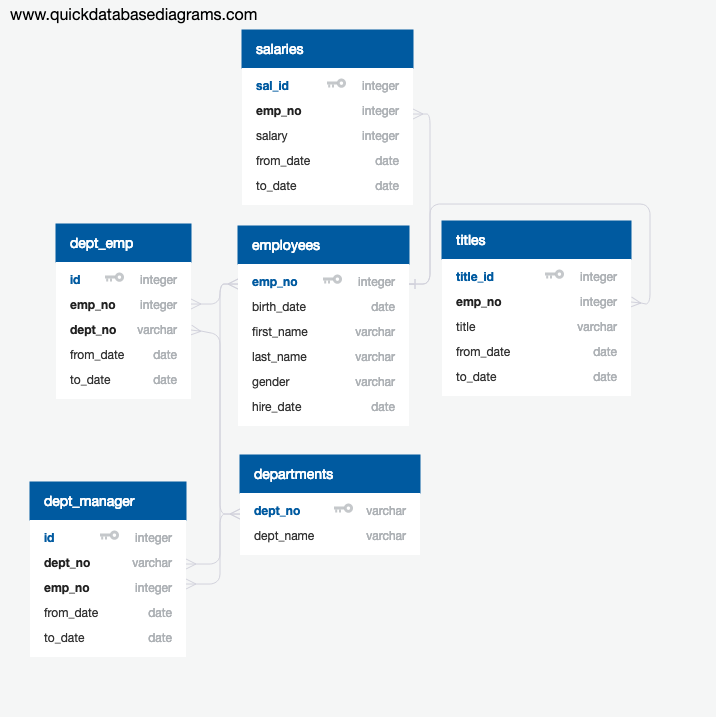 www.quickdatabasediagrams.com
salaries
sal_id integer
emp_no integer
salary integer
from_date date
to_date date
dept_emp
id integer
emp_no integer
dept_no varchar
from_date date
to_date date
employees
emp_no integer
birth_date date
first_name varchar
last_name varchar
gender varchar
hire_date date
titles
title_id integer
emp_no integer
title varchar
from_date date
to_date date
dept_manager
id integer
dept_no varchar
emp_no integer
from_date date
to_date date
departments
dept_no varchar
dept_name varchar